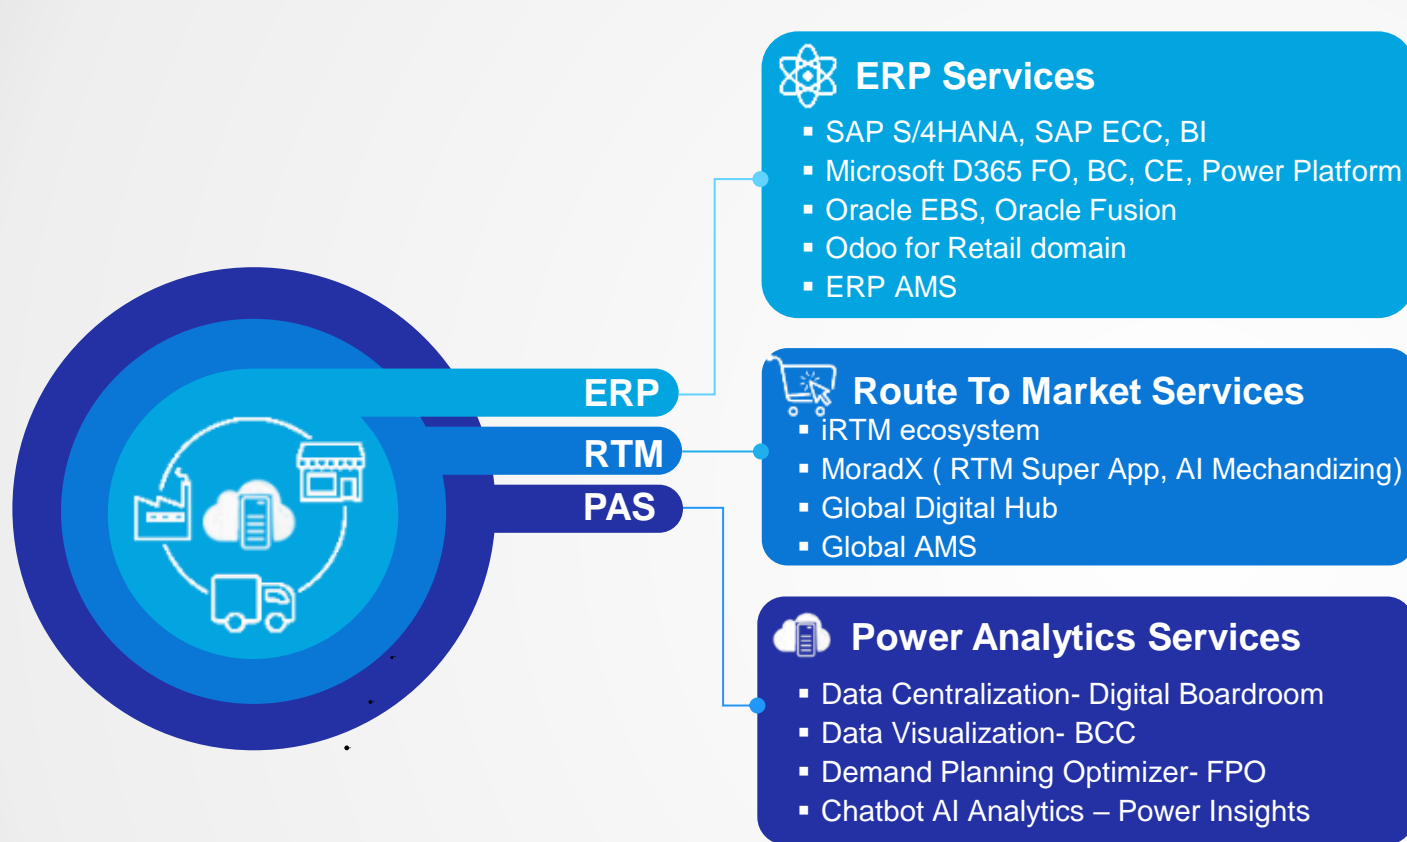 ERP Services
▪ SAP S/4HANA, SAP ECC, BI
▪ Microsoft D365 FO, BC, CE, Power Platform
▪ Oracle EBS, Oracle Fusion
▪ Odoo for Retail domain
▪ ERP AMS
ERP
RTM
PAS
Route To Market Services
▪ iRTM ecosystem
▪ MoradX ( RTM Super App, AI Mechandizing)
▪ Global Digital Hub
▪ Global AMS
Power Analytics Services
▪ Data Centralization- Digital Boardroom
▪ Data Visualization- BCC
▪ Demand Planning Optimizer- FPO
▪ Chatbot AI Analytics – Power Insights